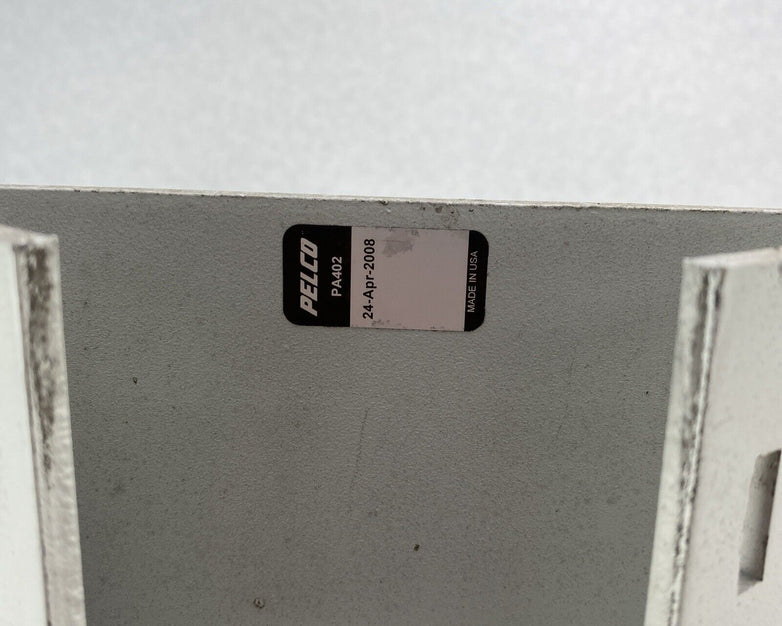 PELCO
PA402
24-Apr-2008
MADE IN USA